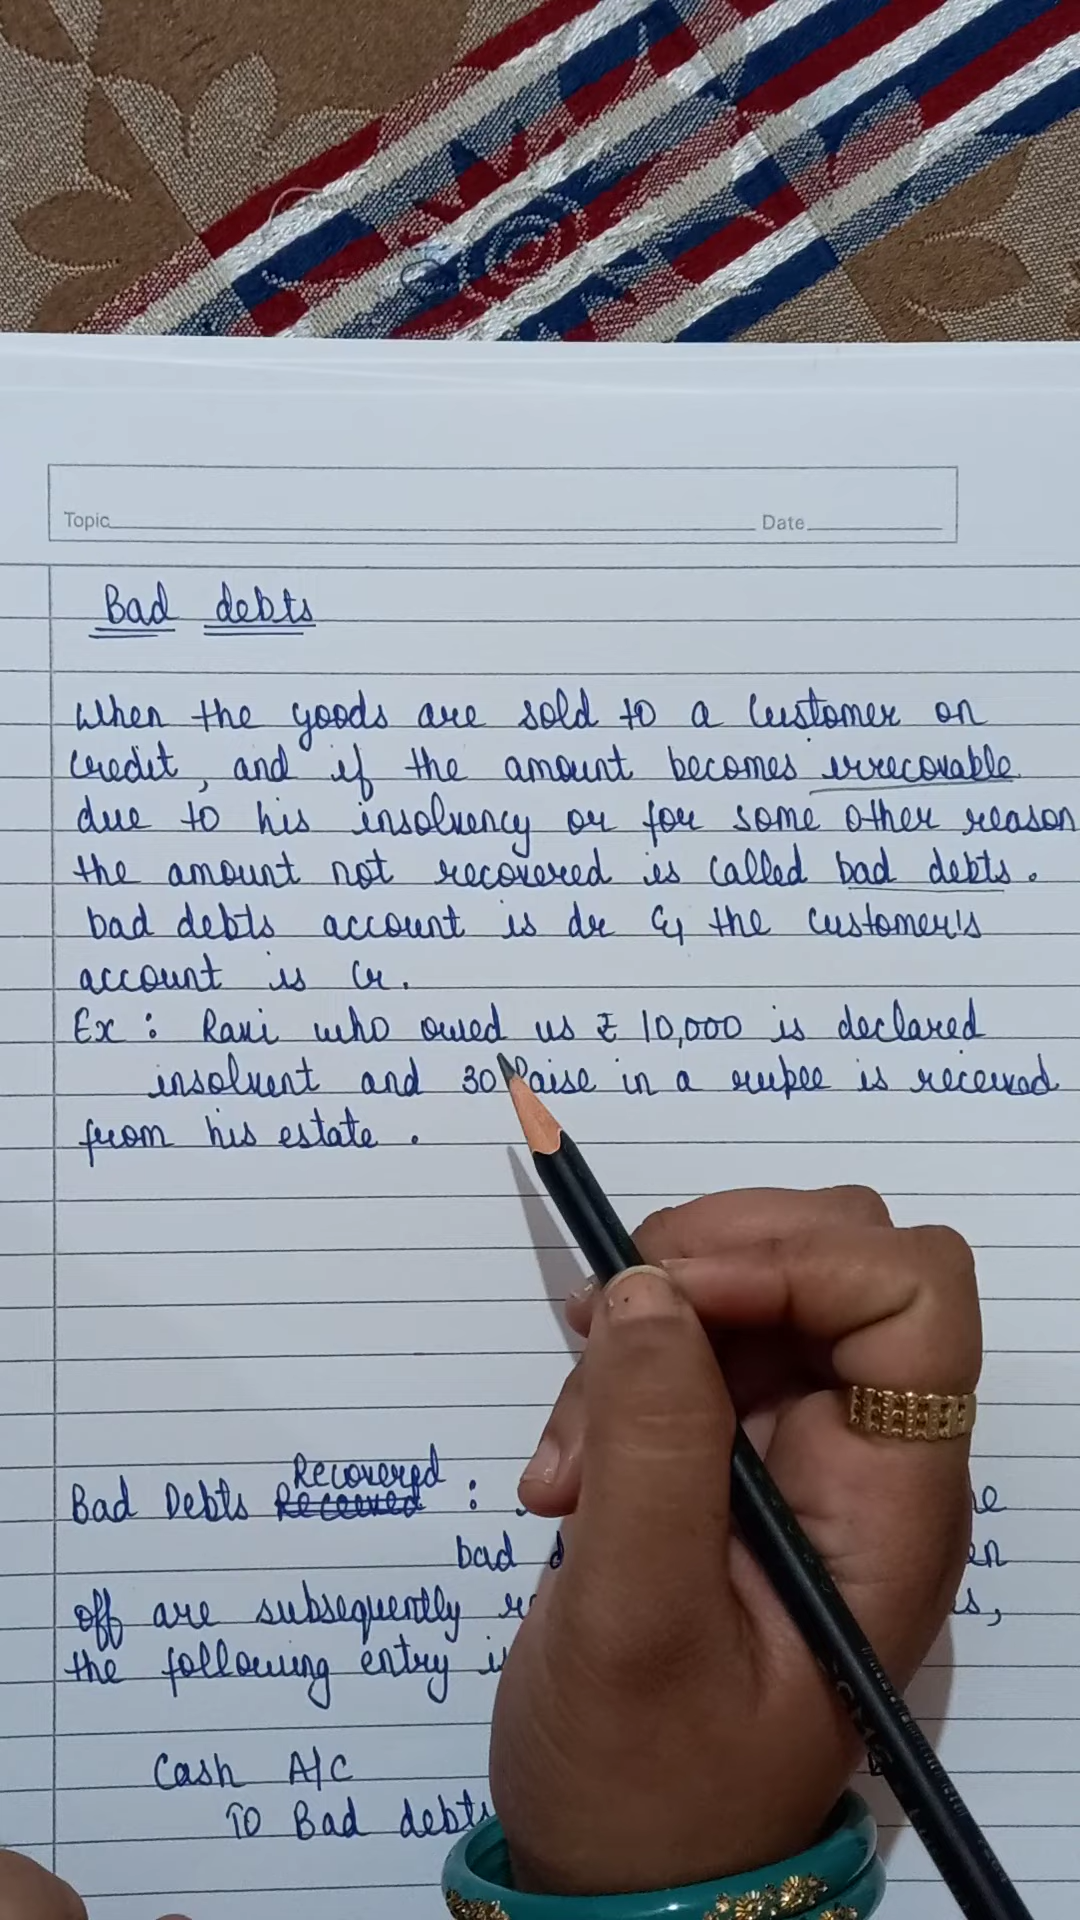 Topic Date
Bad debts
When the goods are sold to a Customer on
credit, and if the amount becomes irrecovable
due to his insolvency or for some other reason
the amount not recovered is called bad debts.
bad debts account is dr & the Customer's
account is Cr.
Ex : Ravi who owed us ₹ 10,000 is declared
insolvent and 30 Paise in a rupee is received
from his estate.
Recovered
Bad Debts Received :
bad
off are subsequently
the following entry
Cash A/C
To Bad debts